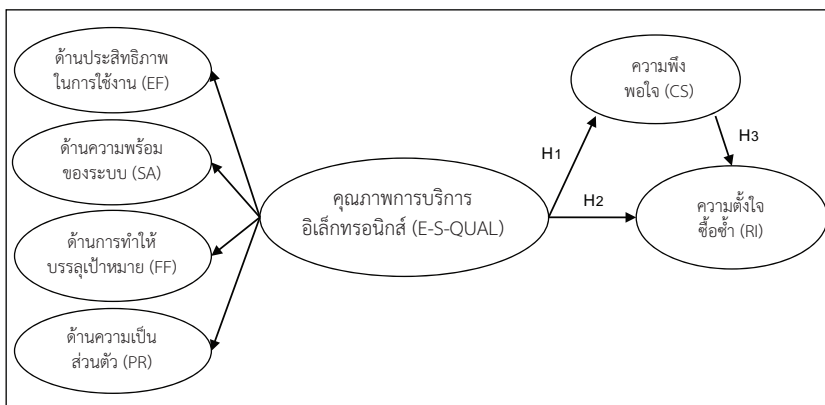 ด้านประสิทธิภาพ
ในการใช้งาน (EF)
ด้านความพร้อม
ของระบบ (SA)
ด้านการทำให้
บรรลุเป้าหมาย (FF)
ด้านความเป็น
ส่วนตัว (PR)
คุณภาพการบริการ
อิเล็กทรอนิกส์ (E-S-QUAL)
H1
H2
H3
ความพึง
พอใจ (CS)
ความตั้งใจ
ซื้อซ้ำ (RI)